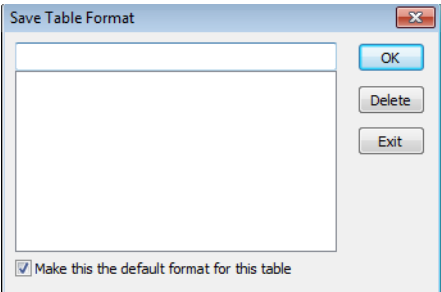 Save Table Format
OK
Delete
Exit
Make this the default format for this table